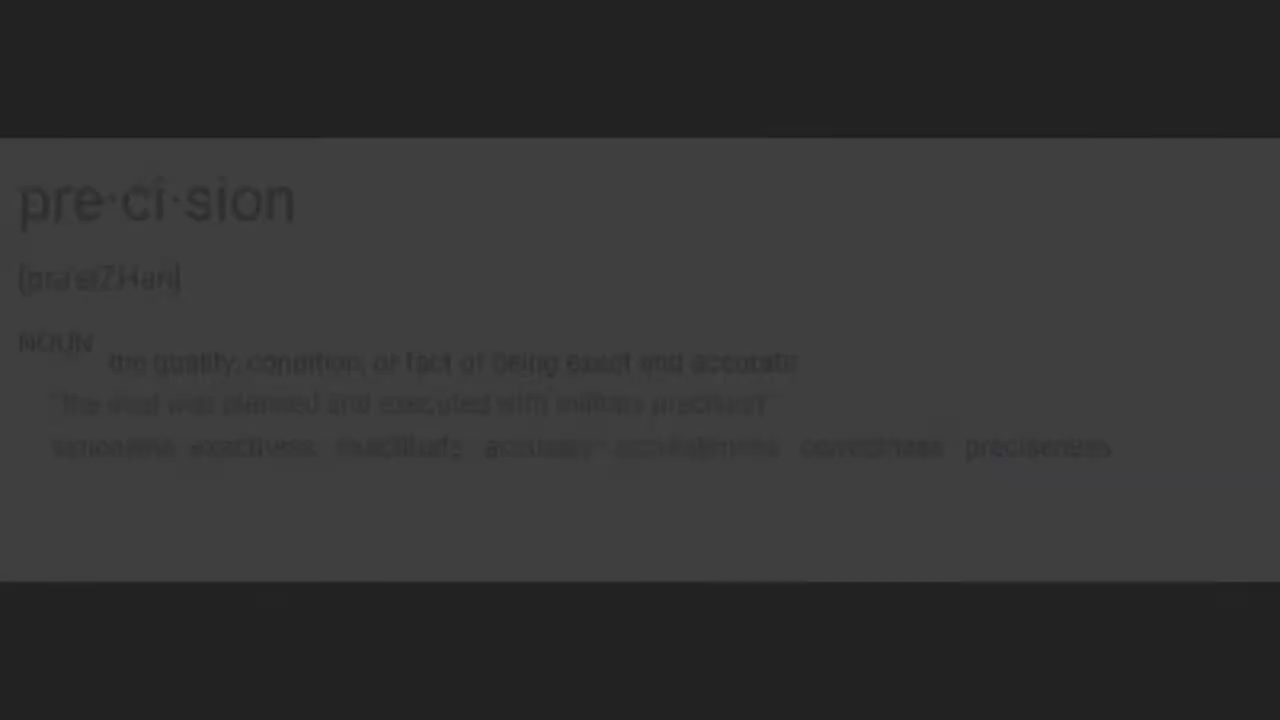 pre·ci·sion
NOUN
the quality, condition, or fact of being exact and accurate
"the deal was planned and executed with military precision"
exactness exactitude accuracy correctness preciseness